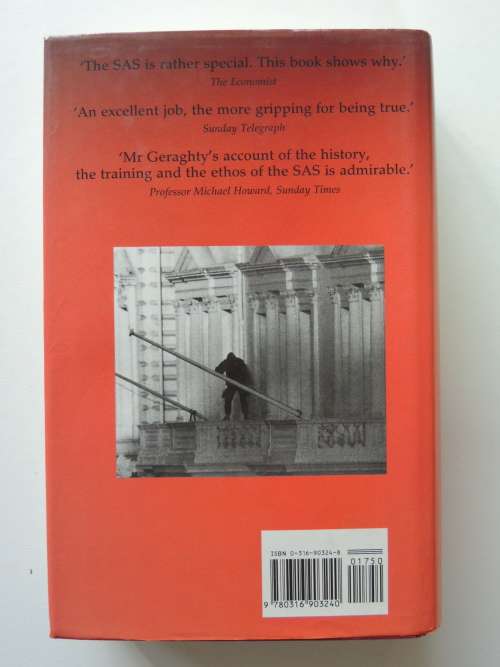 ‘The SAS is rather special. This book shows why.’
The Economist
‘An excellent job, the more gripping for being true.’
Sunday Telegraph
‘Mr Geraghty’s account of the history,
the training and the ethos of the SAS is admirable.’
Professor Michael Howard, Sunday Times
ISBN 0-316-90324-8
01750
9 780316 903240